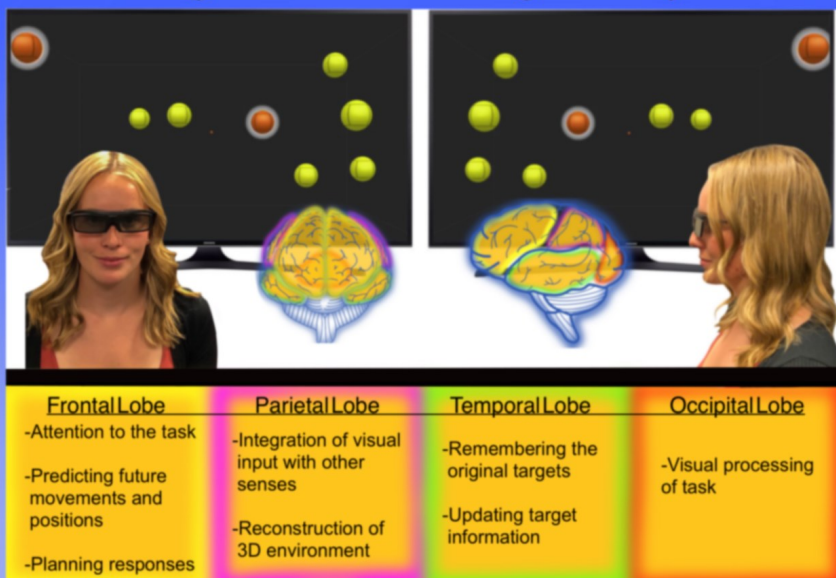 Frontal Lobe
-Attention to the task
-Predicting future
movements and
positions
-Planning responses
Parietal Lobe
-Integration of visual
input with other
senses
-Reconstruction of
3D environment
Temporal Lobe
-Remembering the
original targets
-Updating target
information
Occipital Lobe
-Visual processing
of task